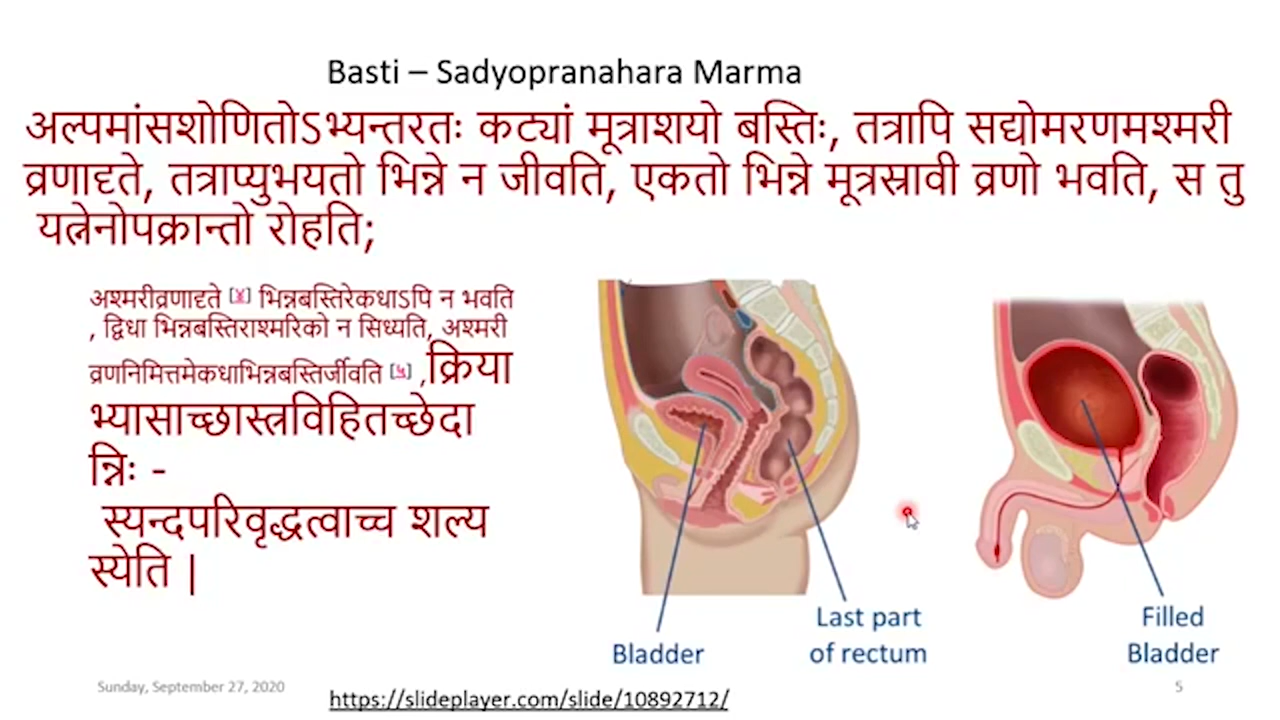 Basti – Sadyopranahara Marma
अल्पमांसशोणितोऽभ्यन्तरतः कट्यां मूत्राशयो बस्तिः, तत्रापि सद्योमरणमश्मरी
व्रणादृते, तत्राप्युभयतो भिन्ने न जीवति, एकतो भिन्ने मूत्रस्रावी व्रणो भवति, स तु
यत्नेनोपक्रान्तो रोहति;
अश्मरीव्रणादृते [४] भिन्नबस्तिरेकधाऽपि न भवति
, द्विधा भिन्नबस्तिराश्मरिको न सिध्यति, अश्मरी
व्रणनिमित्तमेकधाभिन्नबस्तिर्जीवति [५] ,क्रिया
भ्यासाच्छास्त्रविहितच्छेदा
न्निः -
स्यन्दपरिवृद्धत्वाच्च शल्य
स्येति |
Bladder
Last part
of rectum
Filled
Bladder
Sunday, September 27, 2020
https://slideplayer.com/slide/10892712/
5